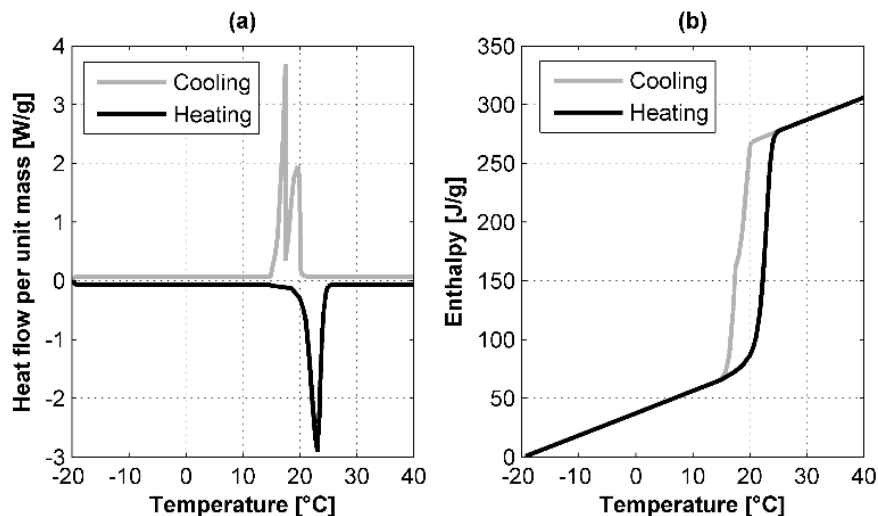 (a)
Heat flow per unit mass [W/g]
4
3
2
1
0
-1
-2
-3
Cooling
Heating
-20 -10 0 10 20 30 40
Temperature [°C]
(b)
Enthalpy [J/g]
350
300
250
200
150
100
50
0
Cooling
Heating
-20 -10 0 10 20 30 40
Temperature [°C]